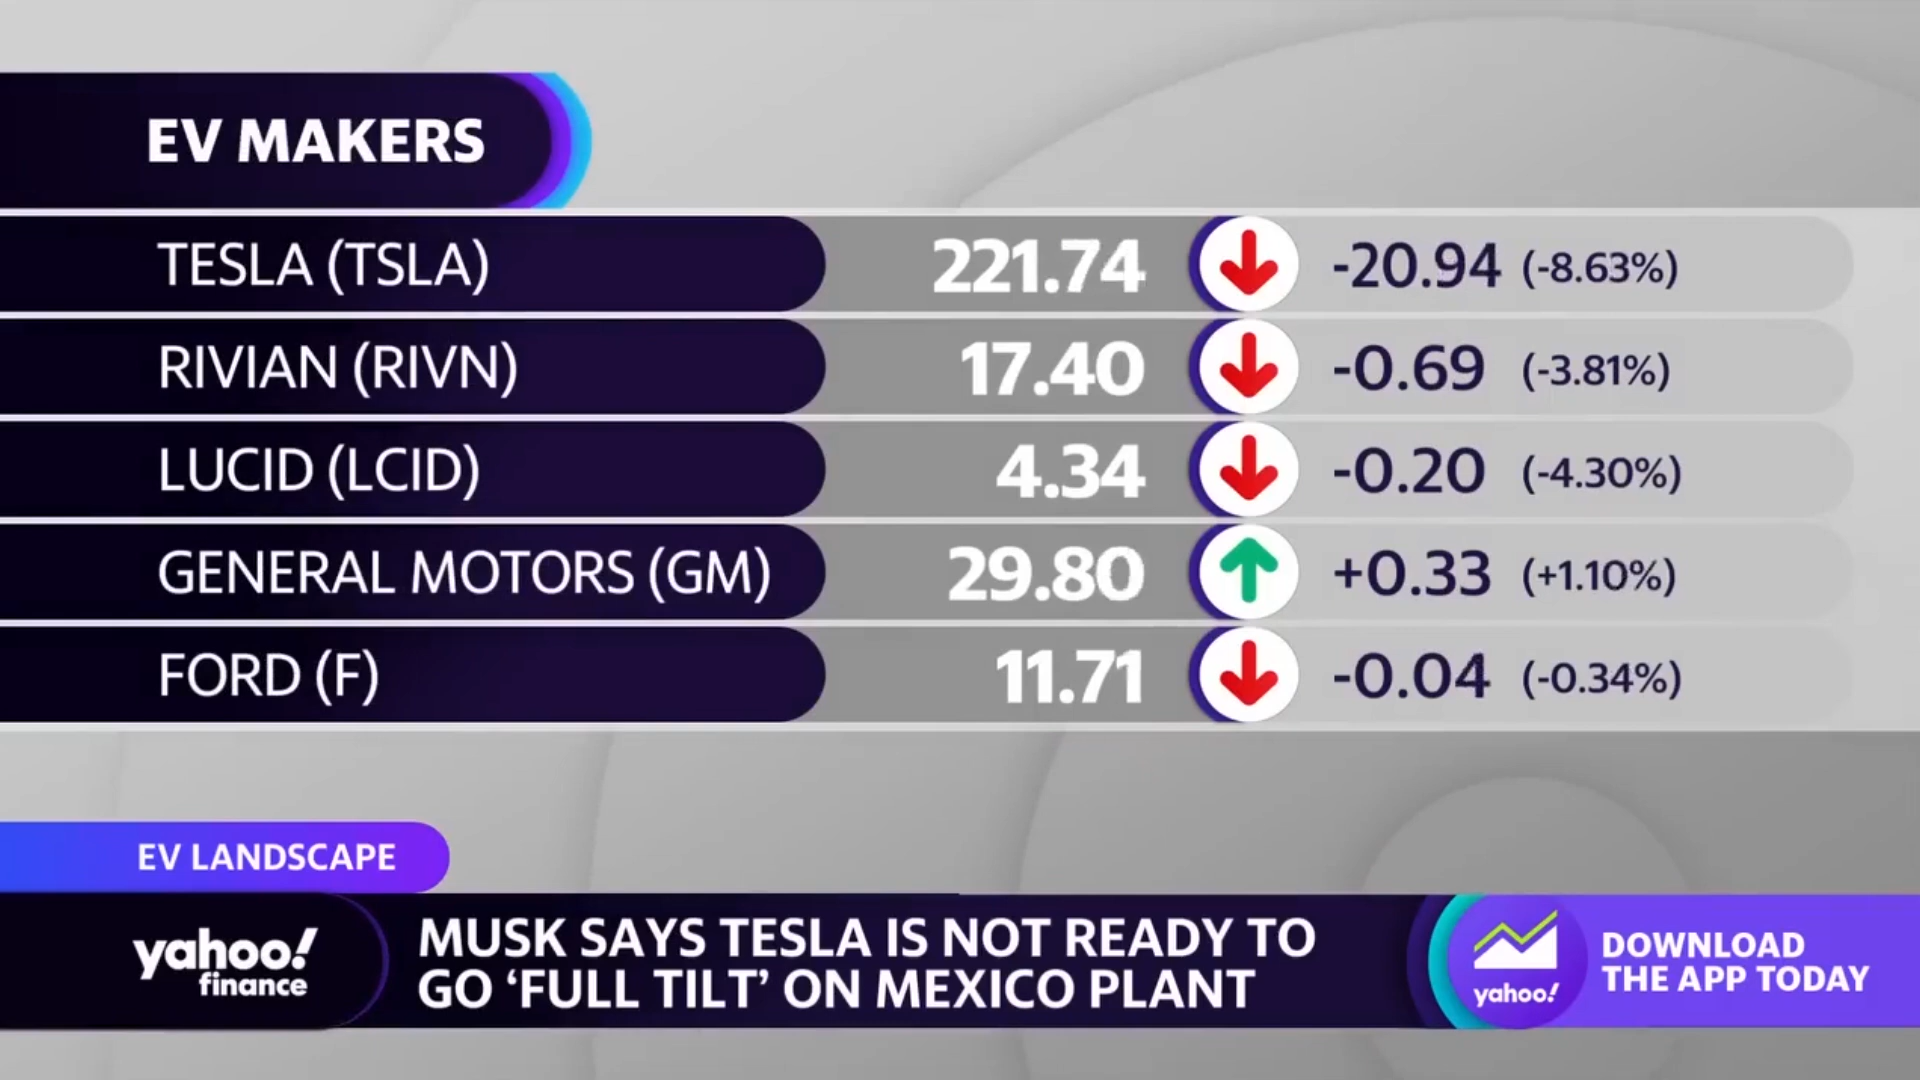 EV MAKERS
TESLA (TSLA) 221.74 -20.94 (-8.63%)
RIVIAN (RIVN) 17.40 -0.69 (-3.81%)
LUCID (LCID) 4.34 -0.20 (-4.30%)
GENERAL MOTORS (GM) 29.80 +0.33 (+1.10%)
FORD (F) 11.71 -0.04 (-0.34%)
EV LANDSCAPE
yahoo!
finance
MUSK SAYS TESLA IS NOT READY TO
GO ‘FULL TILT’ ON MEXICO PLANT
yahoo!
DOWNLOAD
THE APP TODAY